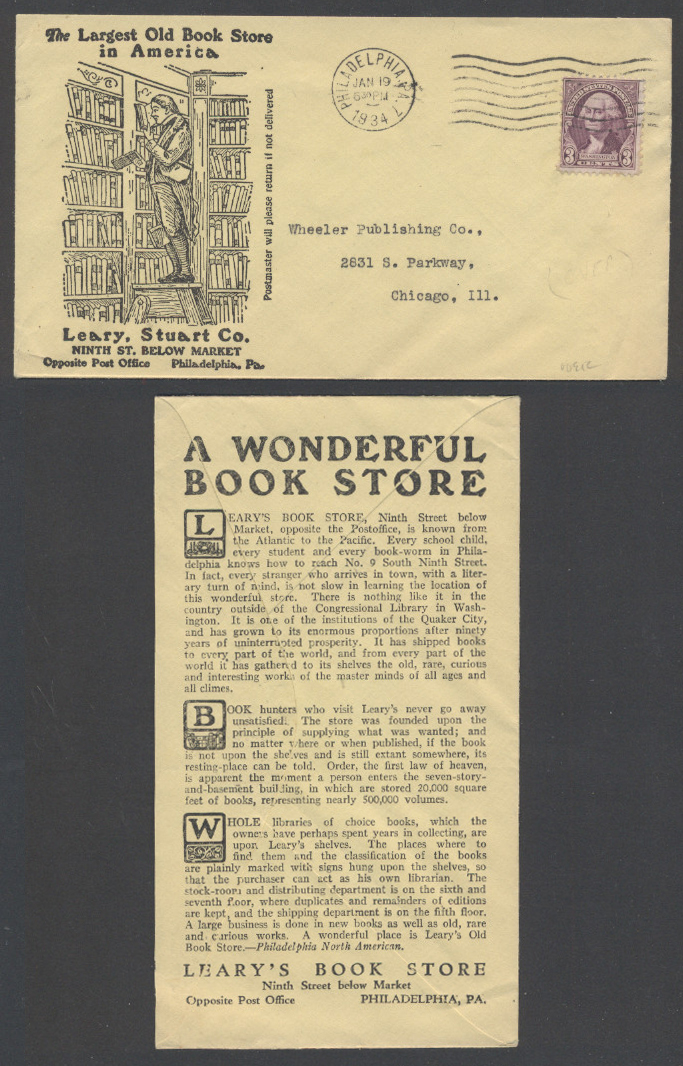 The Largest Old Book Store
in America
Postmaster will please return if not delivered
Leary, Stuart Co.
NINTH ST. BELOW MARKET
Opposite Post Office Philadelphia, Pa.
PHILADELPHIA, PA.
JAN 19
6 30 PM
1934
UNITED STATES POSTAGE
3 WASHINGTON 3
CENTS
Wheeler Publishing Co.,
2831 S. Parkway,
Chicago, Ill.
A WONDERFUL
BOOK STORE
LEARY'S BOOK STORE, Ninth Street below
Market, opposite the Postoffice, is known from
the Atlantic to the Pacific. Every school child,
every student and every book-worm in Phila-
delphia knows how to reach No. 9 South Ninth Street.
In fact, every stranger who arrives in town, with a liter-
ary turn of mind, is not slow in learning the location of
this wonderful store. There is nothing like it in the
country outside of the Congressional Library in Wash-
ington. It is one of the institutions of the Quaker City,
and has grown to its enormous proportions after ninety
years of uninterrupted prosperity. It has shipped books
to every part of the world, and from every part of the
world it has gathered to its shelves the old, rare, curious
and interesting works of the master minds of all ages and
all climes.
BOOK hunters who visit Leary's never go away
unsatisfied. The store was founded upon the
principle of supplying what was wanted; and
no matter where or when published, if the book
is not upon the shelves and is still extant somewhere, its
resting-place can be told. Order, the first law of heaven,
is apparent the moment a person enters the seven-story-
and-basement building, in which are stored 20,000 square
feet of books, representing nearly 500,000 volumes.
WHOLE libraries of choice books, which the
owners have perhaps spent years in collecting, are
upon Leary's shelves. The places where to
find them and the classification of the books
are plainly marked with signs hung upon the shelves, so
that the purchaser can act as his own librarian. The
stock-room and distributing department is on the sixth and
seventh floor, where duplicates and remainders of editions
are kept, and the shipping department is on the fifth floor.
A large business is done in new books as well as old, rare
and curious works. A wonderful place is Leary's Old
Book Store.—Philadelphia North American.
LEARY'S BOOK STORE
Ninth Street below Market
Opposite Post Office PHILADELPHIA, PA.